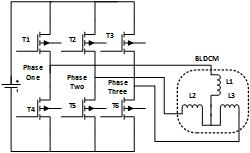 T1
T2
T3
BLDCM
Phase
One
Phase
Two
Phase
Three
L1
L2
L3
T4
T5
T6